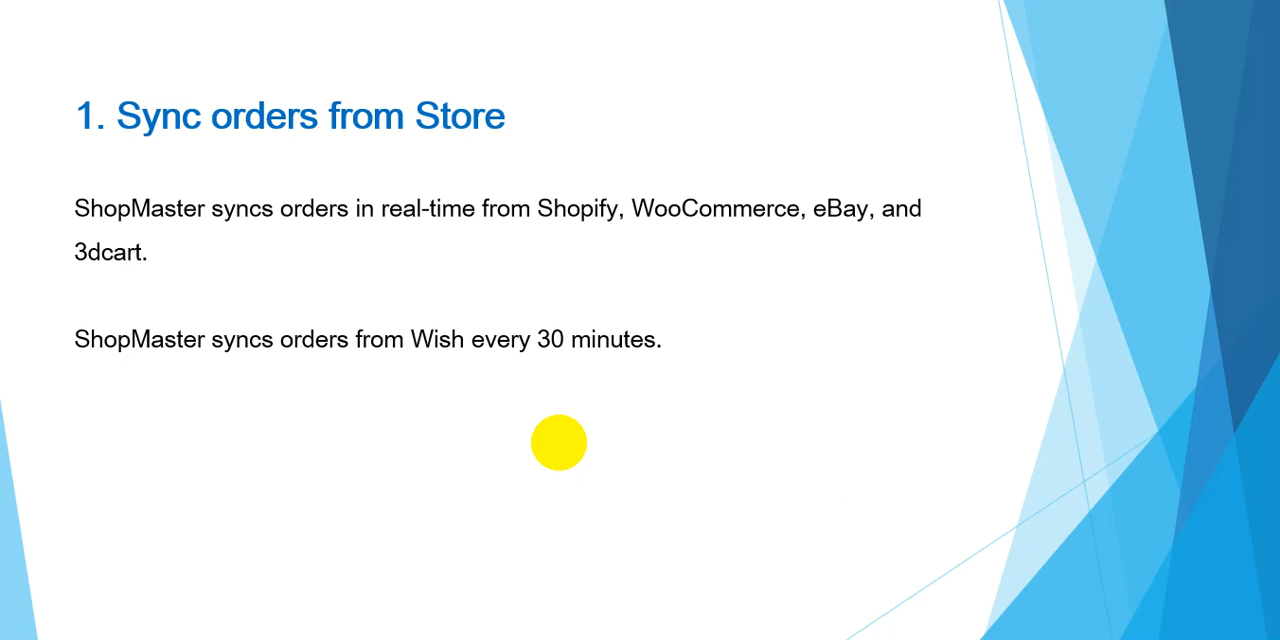 1. Sync orders from Store
ShopMaster syncs orders in real-time from Shopify, WooCommerce, eBay, and
3dcart.
ShopMaster syncs orders from Wish every 30 minutes.